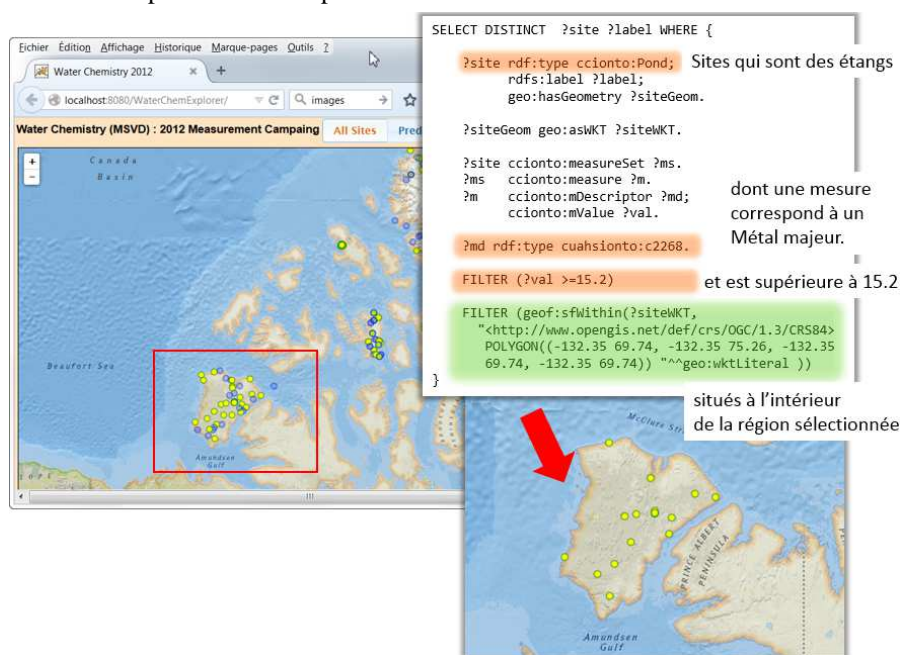 Fichier Édition Affichage Historique Marque-pages Outils ?
Water Chemistry 2012 × +
localhost:8080/WaterChemExplorer/ images
Water Chemistry (MSVD) : 2012 Measurement Campaing All Sites Pred
+
−
Canada
Basin
Beaufort Sea
Amundsen
Gulf
SELECT DISTINCT ?site ?label WHERE {
?site rdf:type ccionto:Pond; Sites qui sont des étangs
rdfs:label ?label;
geo:hasGeometry ?siteGeom.
?siteGeom geo:asWKT ?siteWKT.
?site ccionto:measureSet ?ms.
?ms ccionto:measure ?m.
?m ccionto:mDescriptor ?md;
ccionto:mValue ?val.
dont une mesure
correspond à un
Métal majeur.
?md rdf:type cuahsionto:c2268.
FILTER (?val >=15.2) et est supérieure à 15.2
FILTER (geof:sfWithin(?siteWKT,
"<http://www.opengis.net/def/crs/OGC/1.3/CRS84>
POLYGON((-132.35 69.74, -132.35 75.26, -132.35
69.74, -132.35 69.74)) "^^geo:wktLiteral ))
}
situés à l'intérieur
de la région sélectionnée
McClure
PRINCE ALBERT
PENINSULA
Amundsen
Gulf